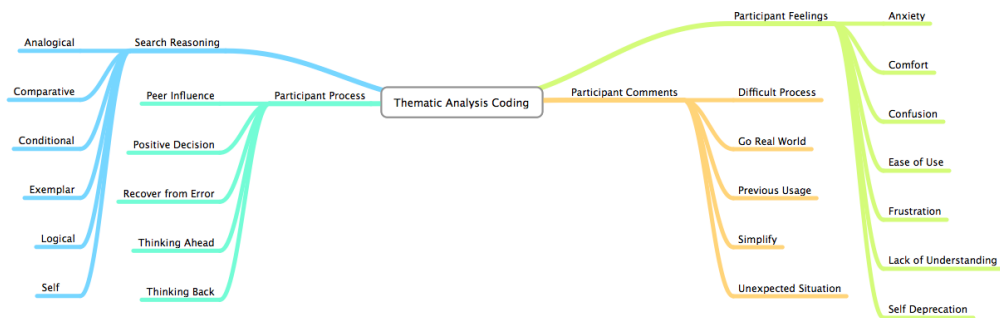 Thematic Analysis Coding
Search Reasoning
Analogical
Comparative
Conditional
Exemplar
Logical
Self
Participant Process
Peer Influence
Positive Decision
Recover from Error
Thinking Ahead
Thinking Back
Participant Comments
Difficult Process
Go Real World
Previous Usage
Simplify
Unexpected Situation
Participant Feelings
Anxiety
Comfort
Confusion
Ease of Use
Frustration
Lack of Understanding
Self Deprecation